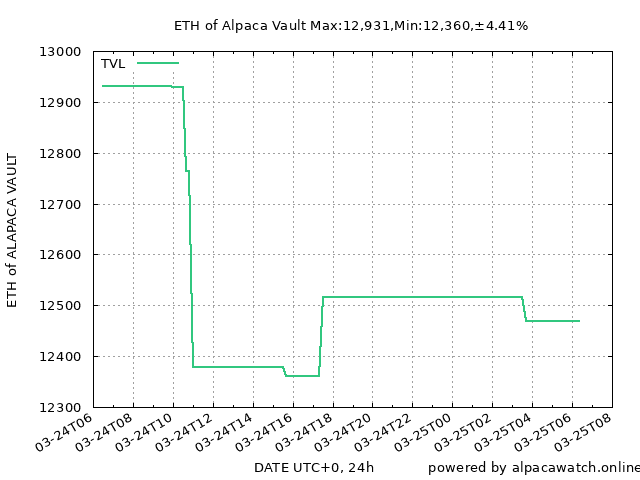 ETH of Alpaca Vault Max:12,931,Min:12,360,±4.41%
13000
TVL
12900
12800
12700
12600
12500
12400
12300
ETH of ALAPACA VAULT
03-24T06
03-24T08
03-24T10
03-24T12
03-24T14
03-24T16
03-24T18
03-24T20
03-24T22
03-25T00
03-25T02
03-25T04
03-25T06
03-25T08
DATE UTC+0, 24h
powered by alpacawatch.online